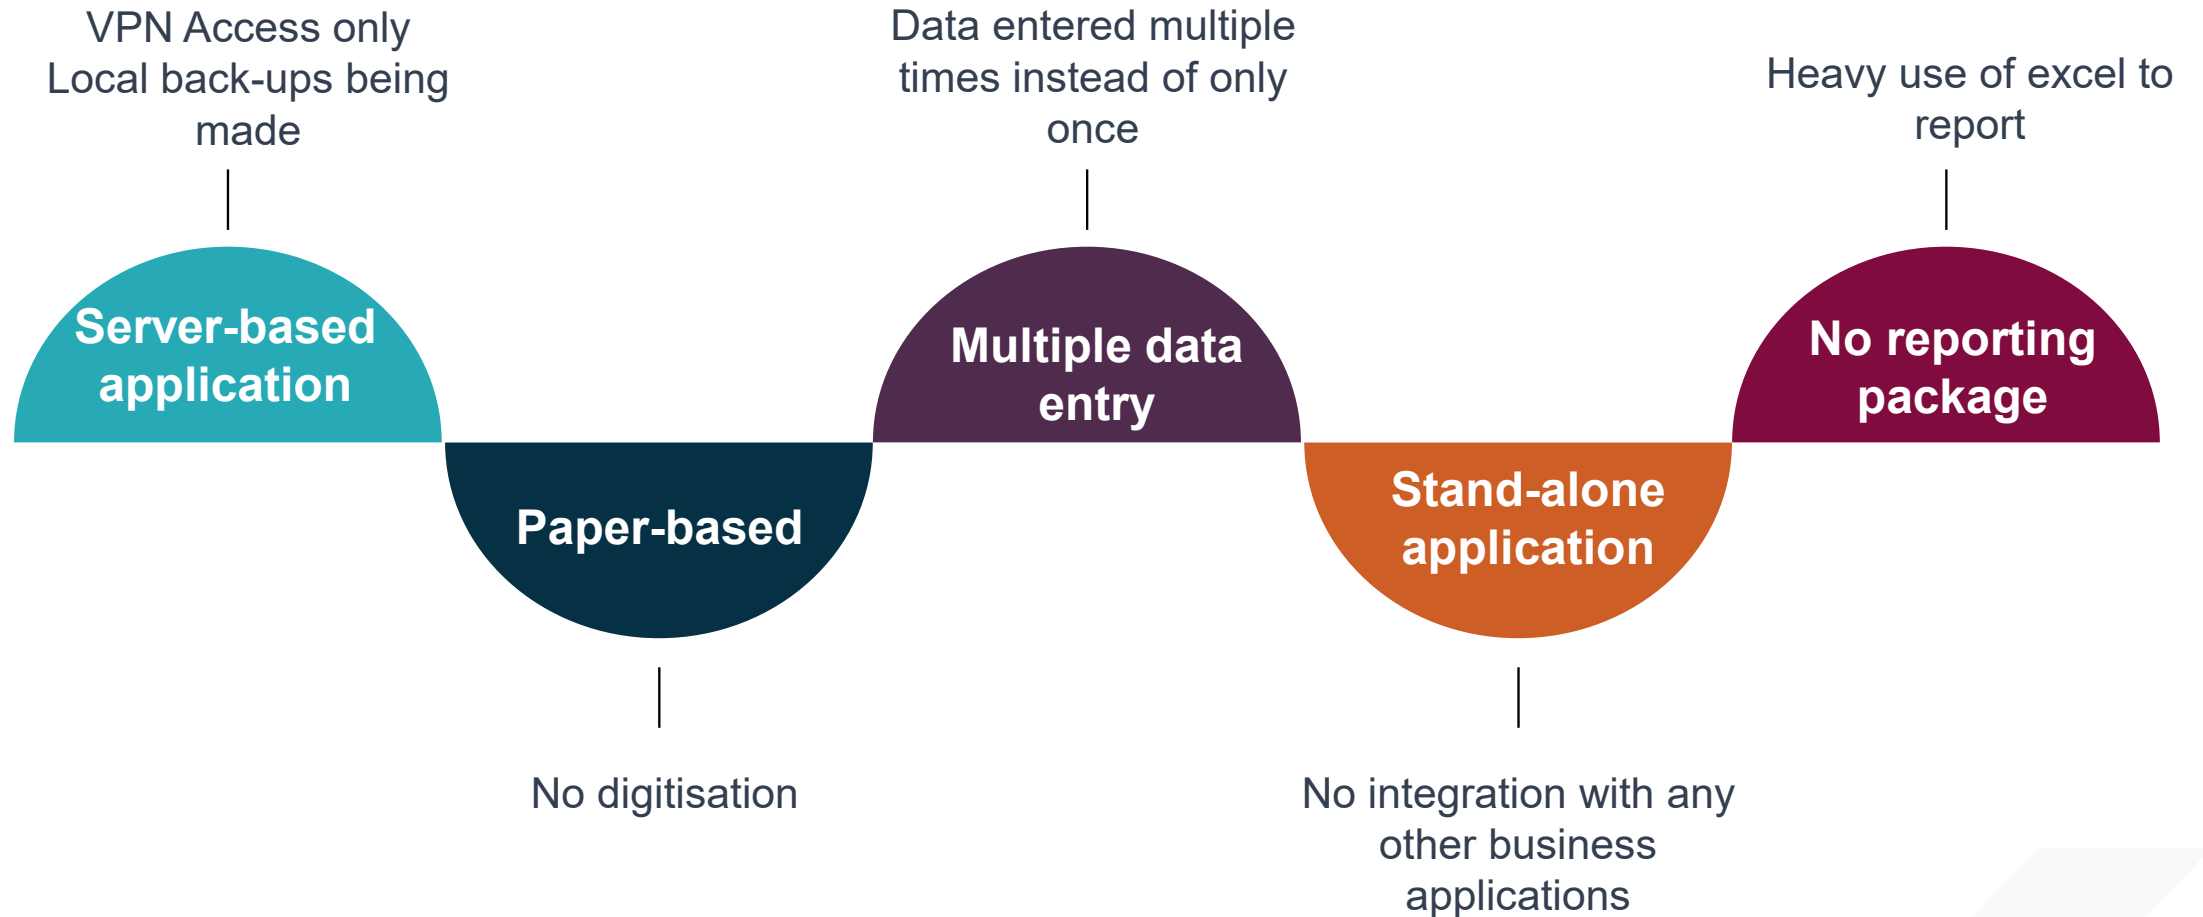 VPN Access only
Local back-ups being
made
Server-based
application
Paper-based
No digitisation
Data entered multiple
times instead of only
once
Multiple data
entry
Stand-alone
application
No integration with any
other business
applications
Heavy use of excel to
report
No reporting
package